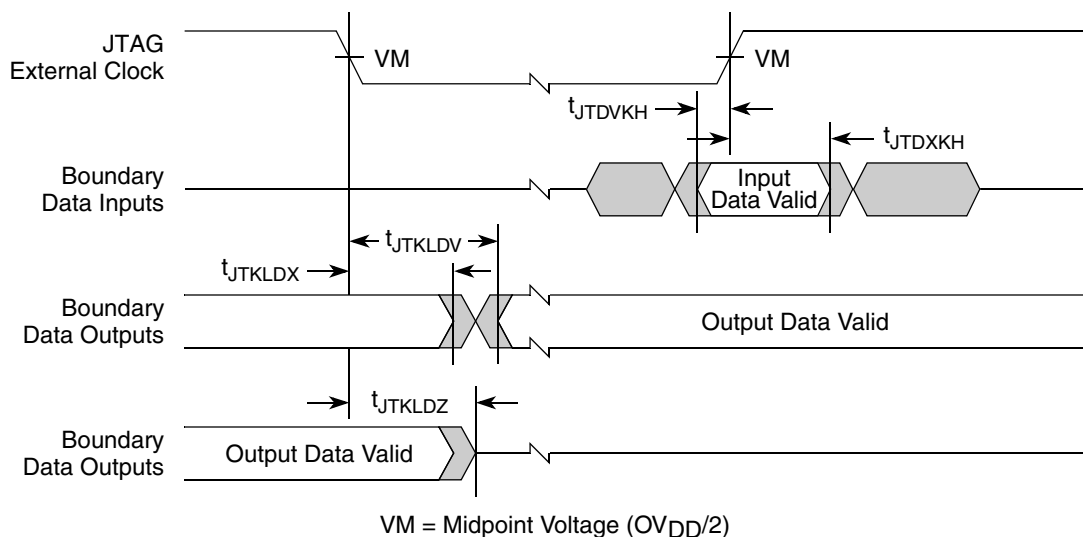 JTAG
External Clock
VM
VM
tJTDVKH
tJTDXKH
Boundary
Data Inputs
Input
Data Valid
tJTKLDV
tJTKLDX
Boundary
Data Outputs
Output Data Valid
tJTKLDZ
Boundary
Data Outputs
Output Data Valid
VM = Midpoint Voltage (OVDD/2)